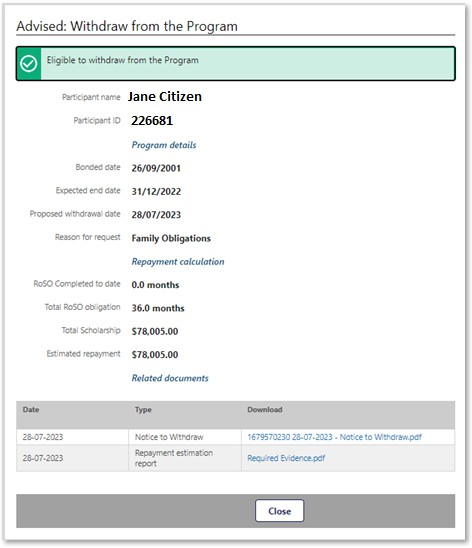 Advised: Withdraw from the Program
Eligible to withdraw from the Program
Participant name Jane Citizen
Participant ID 226681
Program details
Bonded date 26/09/2001
Expected end date 31/12/2022
Proposed withdrawal date 28/07/2023
Reason for request Family Obligations
Repayment calculation
RoSO Completed to date 0.0 months
Total RoSO obligation 36.0 months
Total Scholarship $78,005.00
Estimated repayment $78,005.00
Related documents
Date Type Download
28-07-2023 Notice to Withdraw 1679570230 28-07-2023 - Notice to Withdraw.pdf
28-07-2023 Repayment estimation Required Evidence.pdf
report
Close